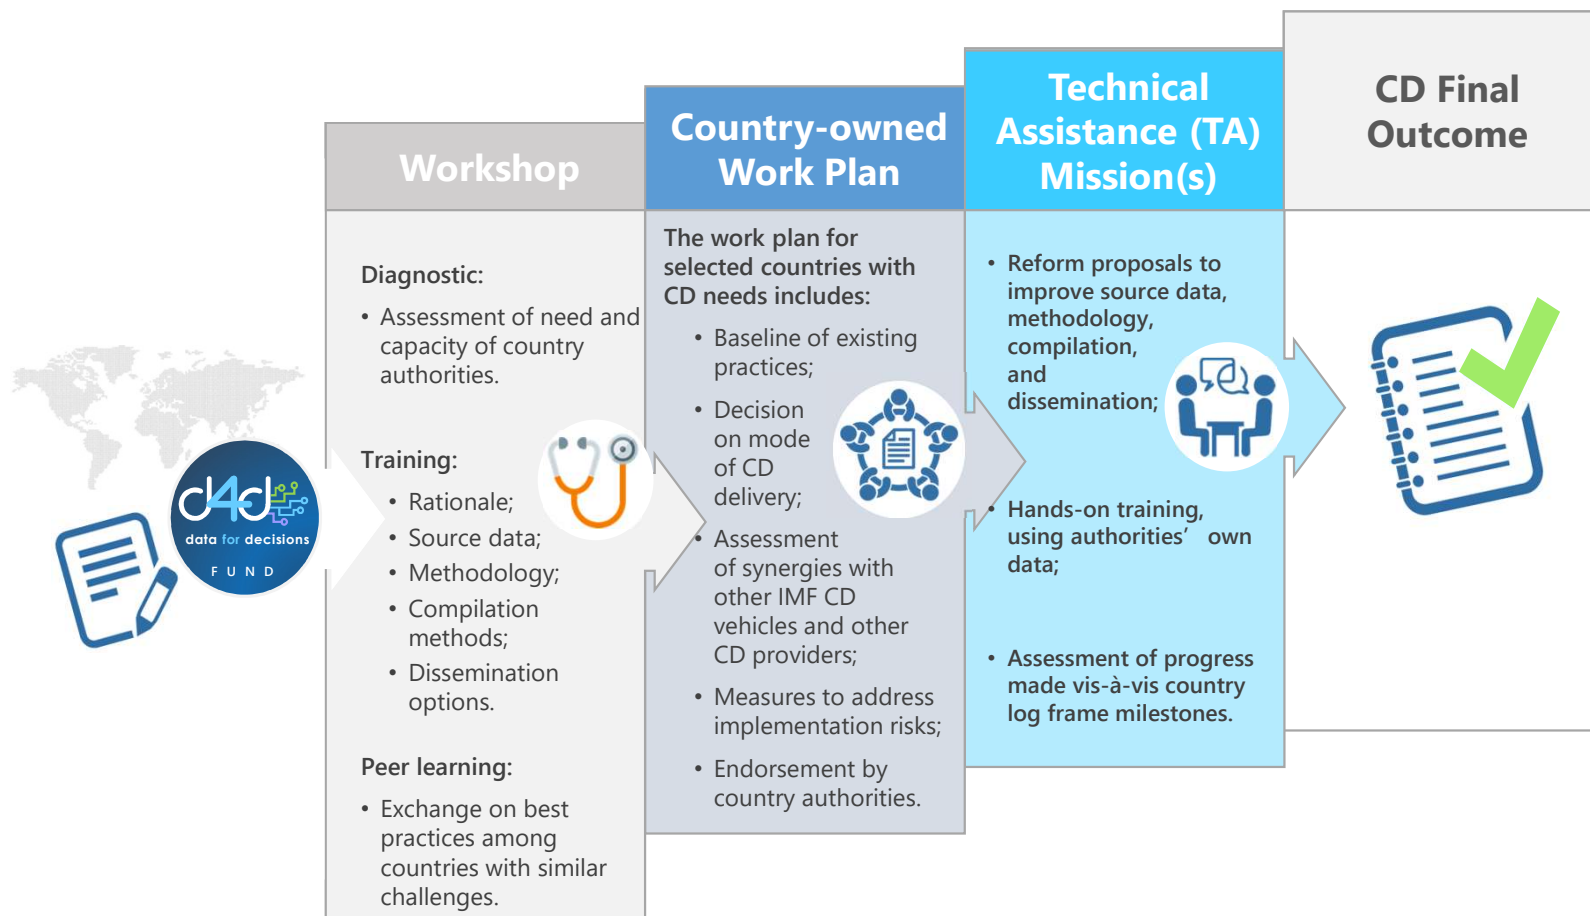 d4d
data for decisions
FUND
Workshop
Diagnostic:
• Assessment of need and
capacity of country
authorities.
Training:
• Rationale;
• Source data;
• Methodology;
• Compilation
methods;
• Dissemination
options.
Peer learning:
• Exchange on best
practices among
countries with similar
challenges.
Country-owned
Work Plan
The work plan for
selected countries with
CD needs includes:
• Baseline of existing
practices;
• Decision
on mode
of CD
delivery;
• Assessment
of synergies with
other IMF CD
vehicles and other
CD providers;
• Measures to address
implementation risks;
• Endorsement by
country authorities.
Technical
Assistance (TA)
Mission(s)
• Reform proposals to
improve source data,
methodology,
compilation,
and
dissemination;
• Hands-on training,
using authorities’ own
data;
• Assessment of progress
made vis-à-vis country
log frame milestones.
CD Final
Outcome